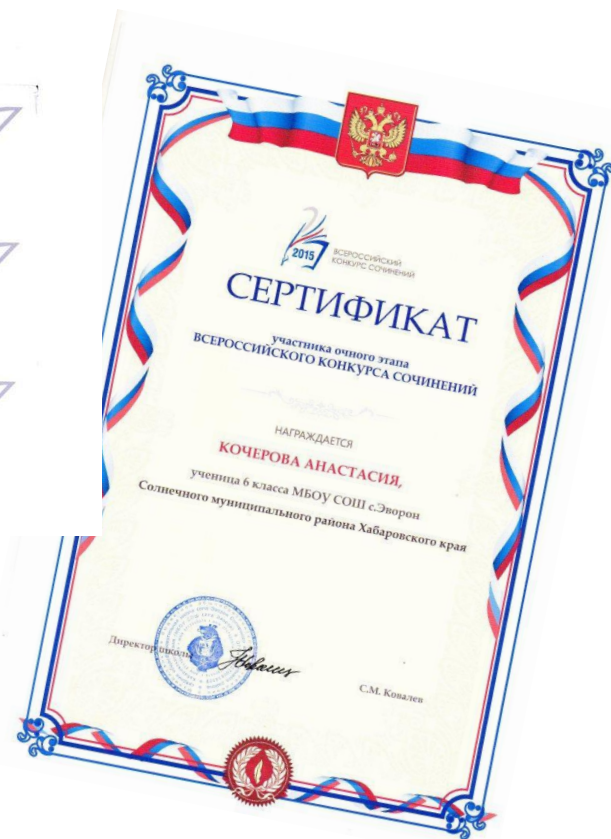 2015
ВСЕРОССИЙСКИЙ
КОНКУРС СОЧИНЕНИЙ
СЕРТИФИКАТ
участника очного этапа
ВСЕРОССИЙСКОГО КОНКУРСА СОЧИНЕНИЙ
НАГРАЖДАЕТСЯ
КОЧЕРОВА АНАСТАСИЯ,
ученица 6 класса МБОУ СОШ с.Эворон
Солнечного муниципального района Хабаровского края
Директор школы
С.М. Ковалев